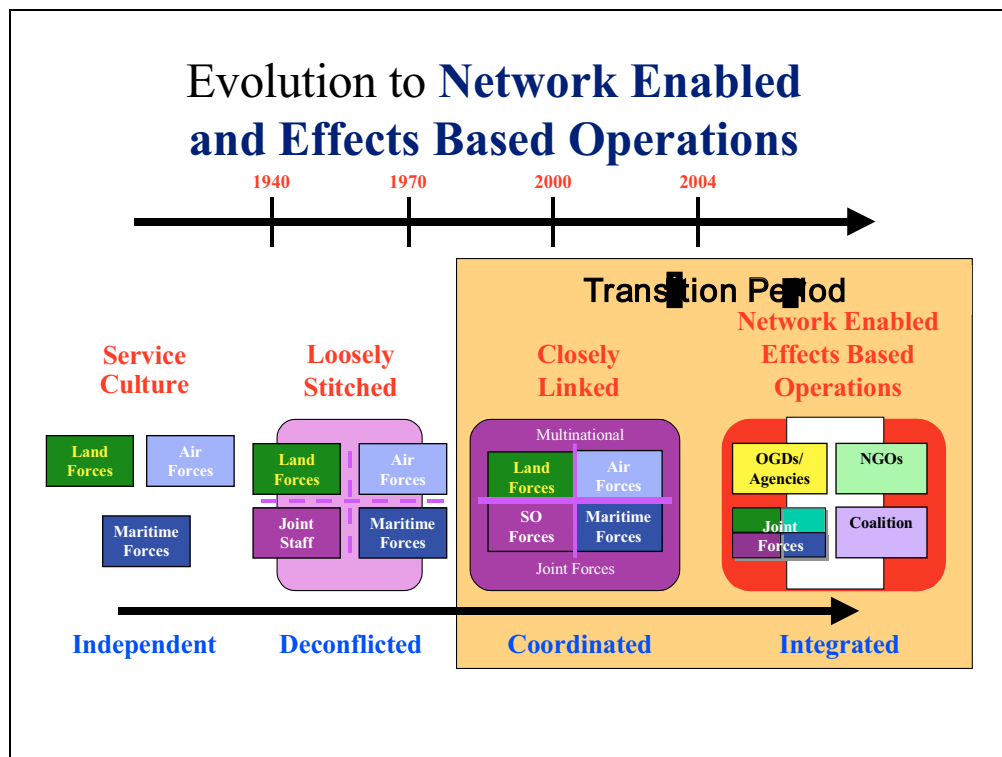 Evolution to Network Enabled
and Effects Based Operations
1940
1970
2000
2004
Transition Period
Service
Culture
Loosely
Stitched
Closely
Linked
Network Enabled
Effects Based
Operations
Land
Forces
Air
Forces
Maritime
Forces
Land
Forces
Air
Forces
Joint
Staff
Maritime
Forces
Multinational
Land
Forces
Air
Forces
SO
Forces
Maritime
Forces
Joint Forces
OGDs/
Agencies
NGOs
Joint
Forces
Coalition
Independent
Deconflicted
Coordinated
Integrated